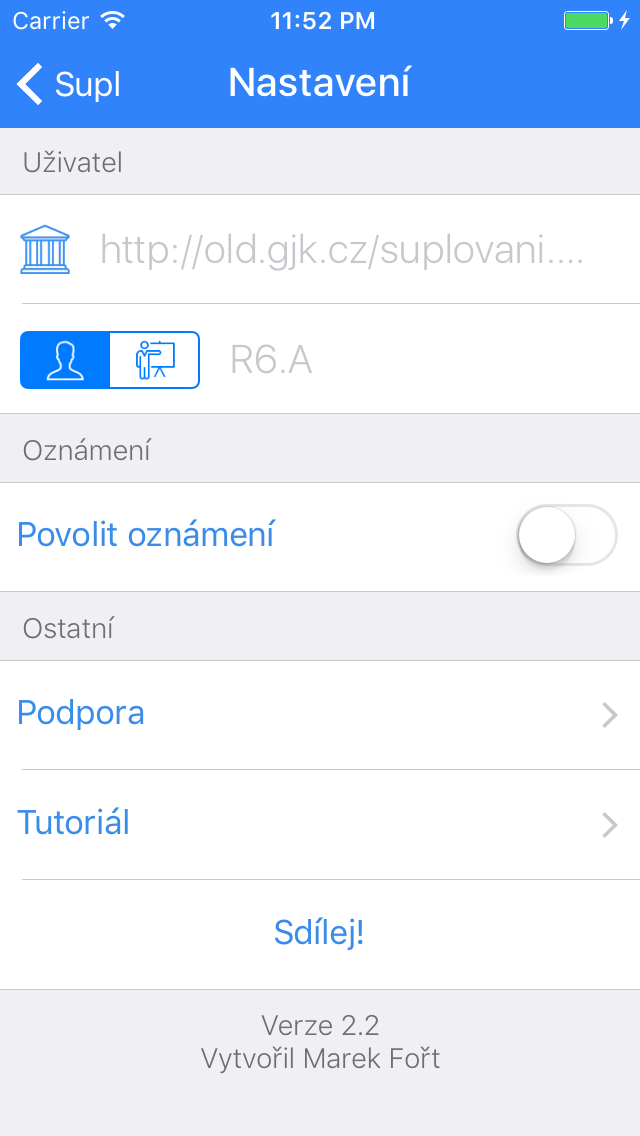 Carrier 11:52 PM
Supl Nastavení
Uživatel
http://old.gjk.cz/suplovani....
R6.A
Oznámení
Povolit oznámení
Ostatní
Podpora
Tutoriál
Sdílej!
Verze 2.2
Vytvořil Marek Fořt